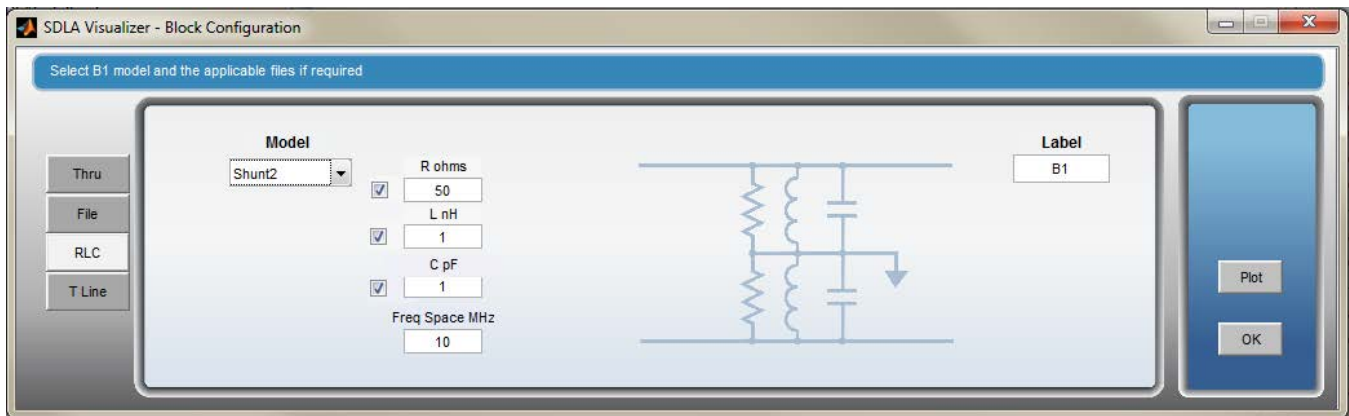 SDLA Visualizer - Block Configuration
Select B1 model and the applicable files if required
Thru
File
RLC
T Line
Model
Shunt2
R ohms
50
L nH
1
C pF
1
Freq Space MHz
10
Label
B1
Plot
OK